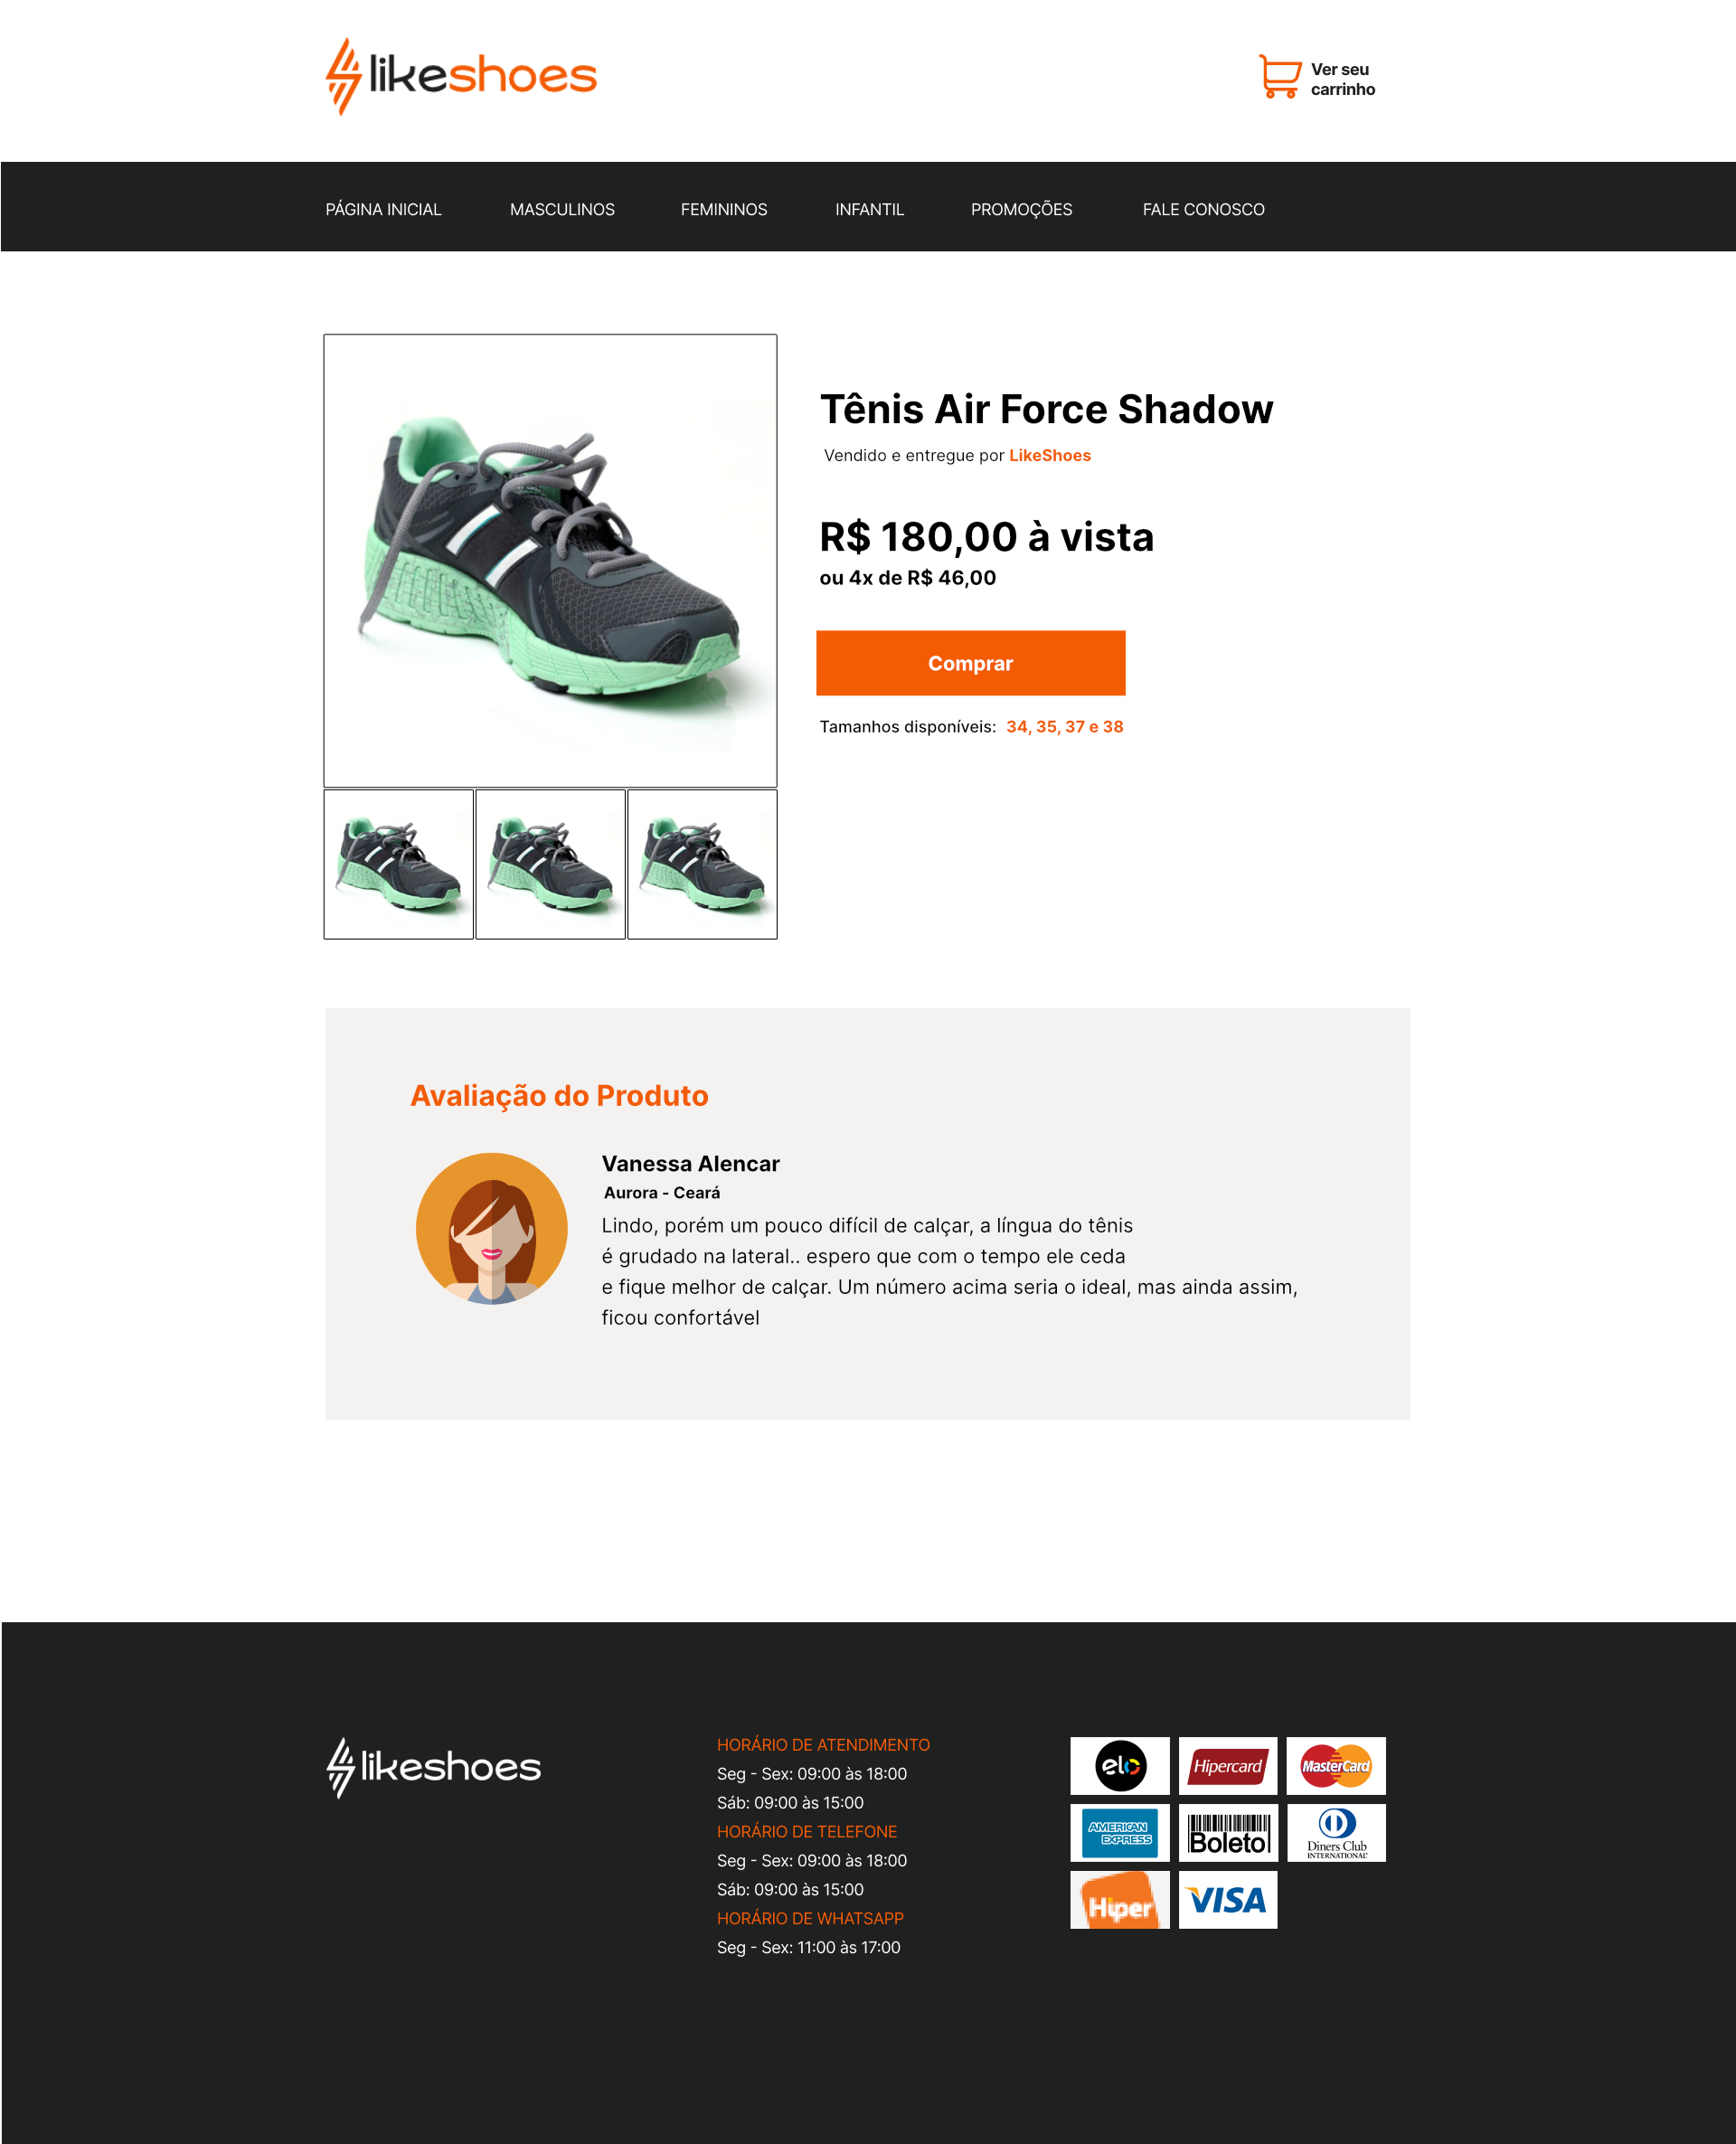 likeshoes
Ver seu
carrinho
PÁGINA INICIAL MASCULINOS FEMININOS INFANTIL PROMOÇÕES FALE CONOSCO
Tênis Air Force Shadow
Vendido e entregue por LikeShoes
R$ 180,00 à vista
ou 4x de R$ 46,00
Comprar
Tamanhos disponíveis: 34, 35, 37 e 38
Avaliação do Produto
Vanessa Alencar
Aurora - Ceará
Lindo, porém um pouco difícil de calçar, a língua do tênis
é grudado na lateral.. espero que com o tempo ele ceda
e fique melhor de calçar. Um número acima seria o ideal, mas ainda assim,
ficou confortável
likeshoes
HORÁRIO DE ATENDIMENTO
Seg - Sex: 09:00 às 18:00
Sáb: 09:00 às 15:00
HORÁRIO DE TELEFONE
Seg - Sex: 09:00 às 18:00
Sáb: 09:00 às 15:00
HORÁRIO DE WHATSAPP
Seg - Sex: 11:00 às 17:00
elo Hipercard MasterCard
AMERICAN
EXPRESS
Boleto
Diners Club
INTERNATIONAL
Hiper VISA